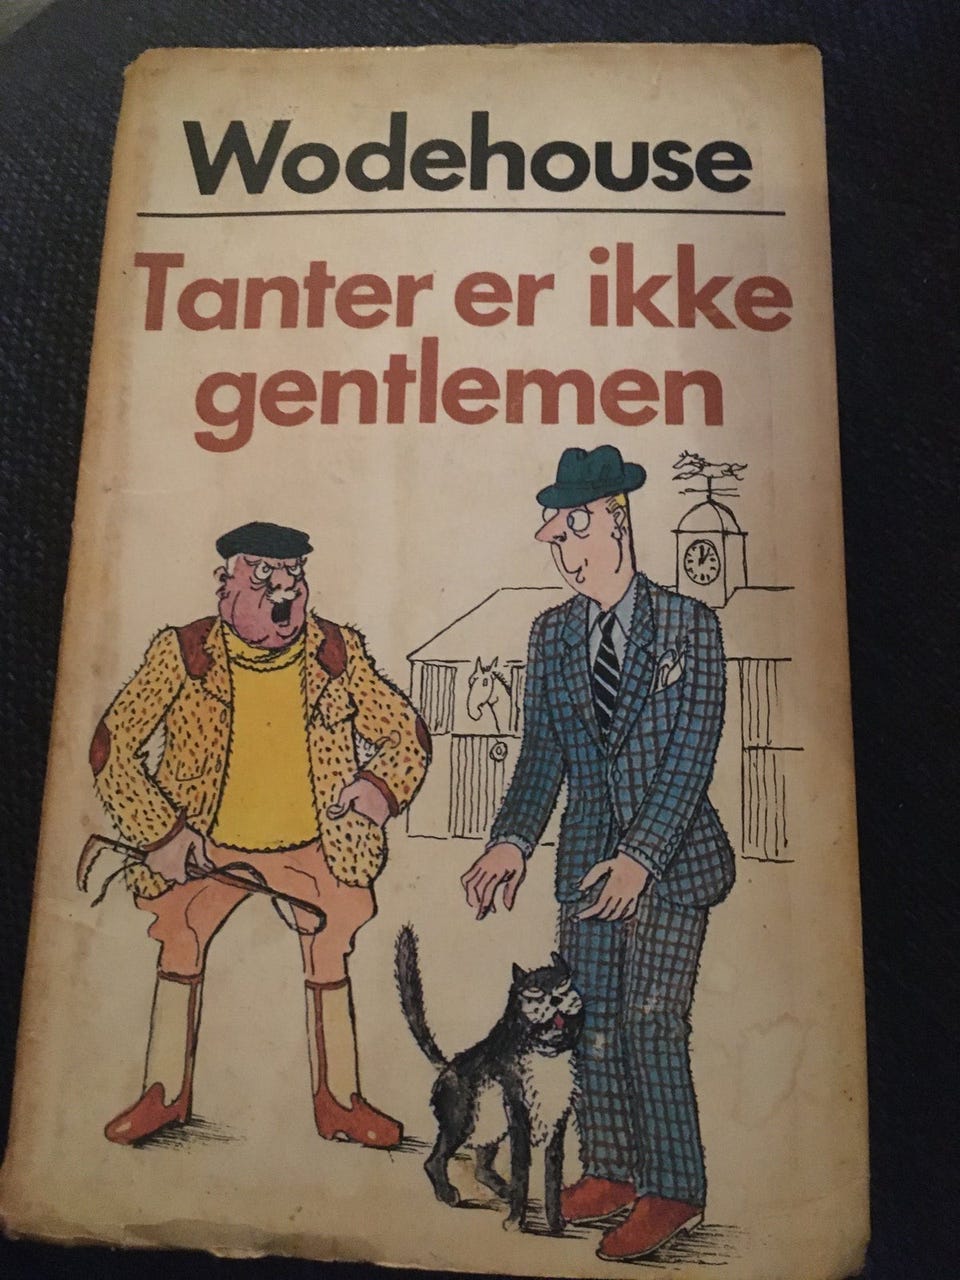 Wodehouse
Tanter er ikke
gentlemen